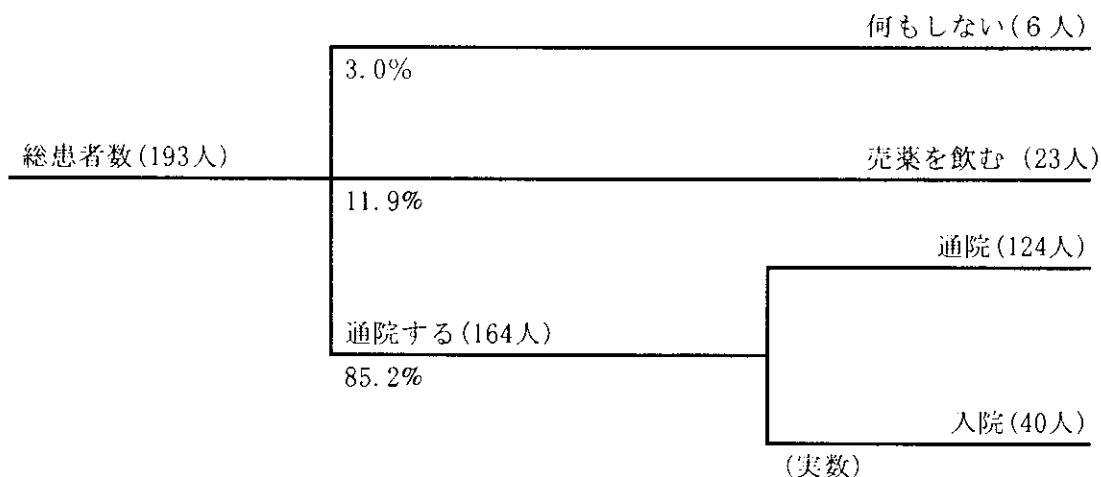 何もしない(6人)
3.0%
総患者数(193人)
売薬を飲む (23人)
11.9%
通院(124人)
通院する(164人)
85.2%
入院(40人)
(実数)